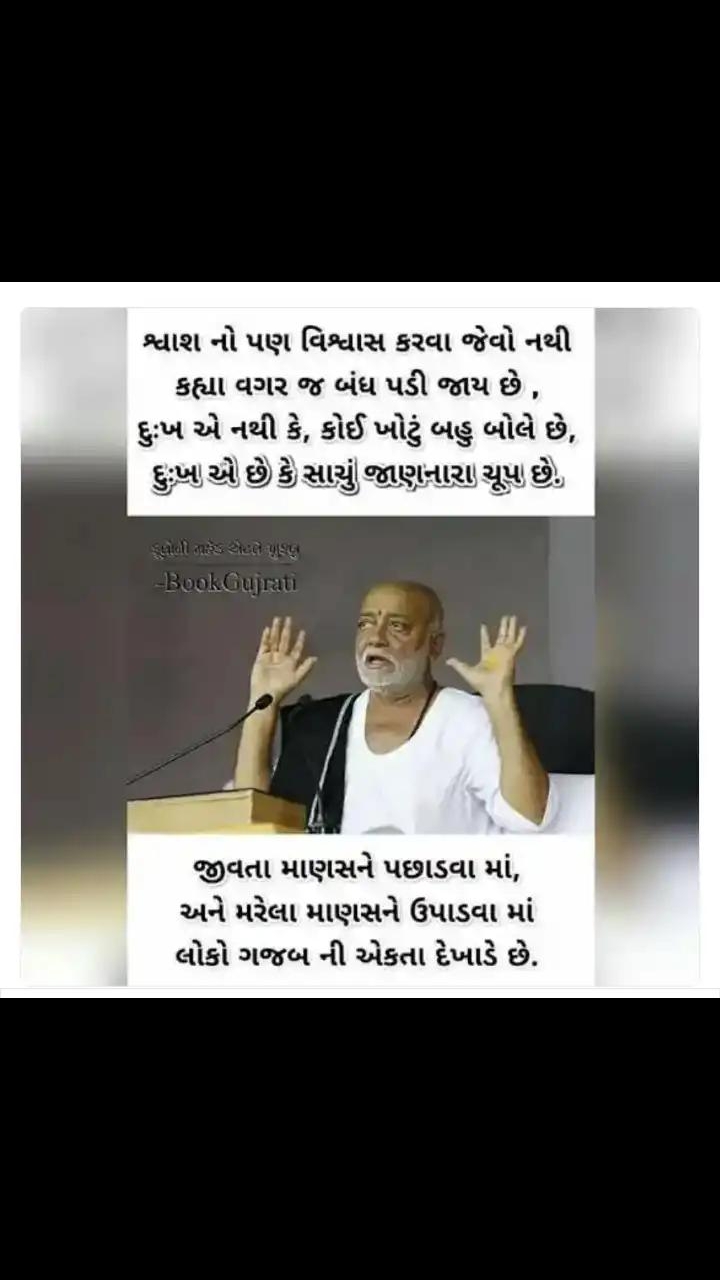 શ્વાશ નો પણ વિશ્વાસ કરવા જેવો નથી
કહ્યા વગર જ બંધ પડી જાય છે ,
દુઃખ એ નથી કે, કોઈ ખોટું બહુ બોલે છે,
દુઃખ એ છે કે સાચું જાણનારા ચૂપ છે.
એટલે
-BookGujrati
જીવતા માણસને પછાડવા માં,
અને મરેલા માણસને ઉપાડવા માં
લોકો ગજબ ની એકતા દેખાડે છે.